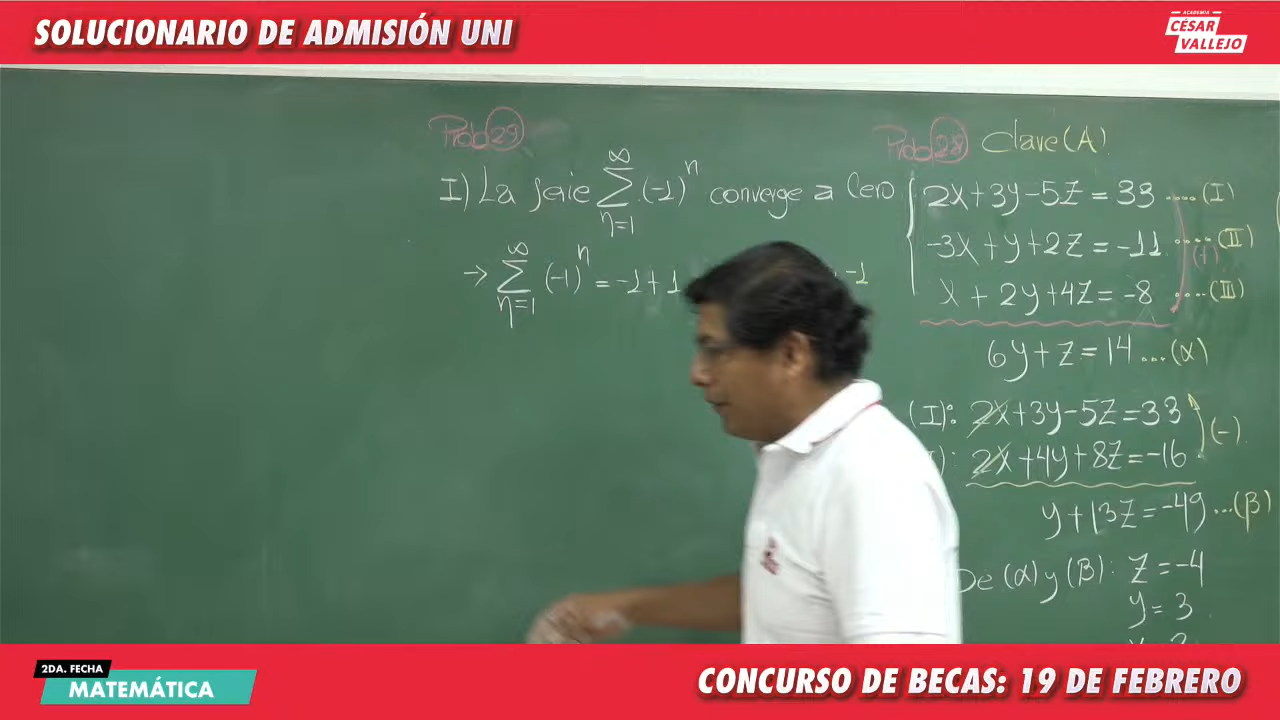 SOLUCIONARIO DE ADMISIÓN UNI
ACADEMIA
CÉSAR
VALLEJO
Prob 29
I) La serie ∞ Σ n=1 (-1)^n converge a Cero
→ ∞ Σ n=1 (-1)^n = -1+1
-1
Prob 28 Clave (A)
2x+3y-5z=33 .... (I)
-3x+y+2z=-11 .... (II)
x+2y+4z=-8 .... (III)
(+)
6y+z=14 ...(α)
(I): 2x+3y-5z=33
): 2x+4y+8z=-16
(-)
y+13z=-49 ...(β)
De (α) y (β): z=-4
y=3
2DA. FECHA
MATEMÁTICA
CONCURSO DE BECAS: 19 DE FEBRERO